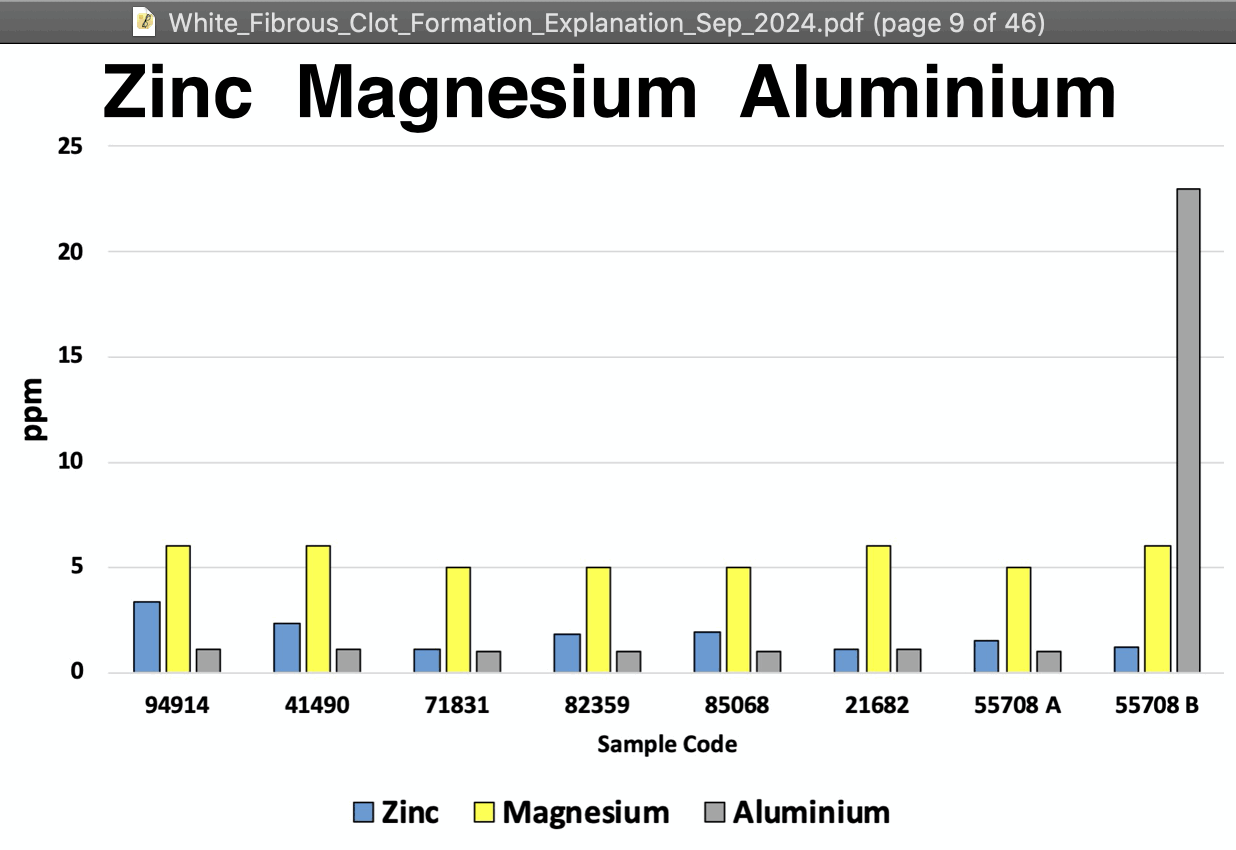 White_Fibrous_Clot_Formation_Explanation_Sep_2024.pdf (page 9 of 46)
Zinc Magnesium Aluminium
25
20
15
10
5
0
ppm
94914 41490 71831 82359 85068 21682 55708 A 55708 B
Sample Code
Zinc Magnesium Aluminium